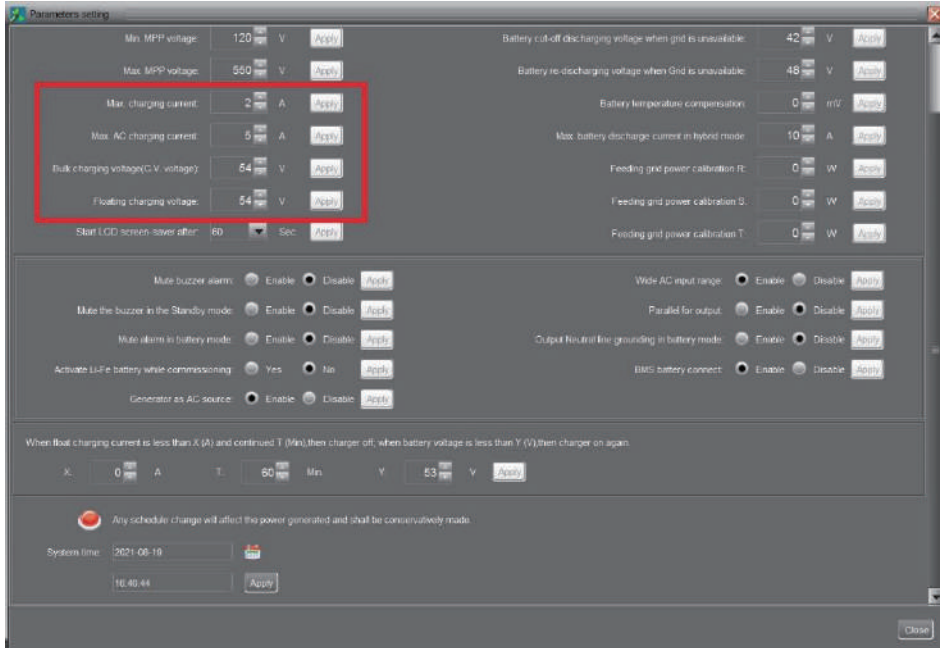 Parameters setting
Min. MPP voltage: 120 V Apply
Battery cut-off discharging voltage when grid is unavailable: 42 V Apply
Max. MPP voltage: 550 V Apply
Battery re-discharging voltage when Grid is unavailable: 48 V Apply
Max. charging current: 2 A Apply
Battery temperature compensation: 0 mV Apply
Max. AC charging current: 5 A Apply
Max. battery discharge current in hybrid mode: 10 A Apply
Bulk charging voltage(C.V. voltage): 54 V Apply
Feeding grid power calibration R: 0 W Apply
Floating charging voltage: 54 V Apply
Feeding grid power calibration S: 0 W Apply
Start LCD screen-saver after: 60 Sec Apply
Feeding grid power calibration T: 0 W Apply
Mute buzzer alarm: Enable Disable Apply
Wide AC input range: Enable Disable Apply
Mute the buzzer in the Standby mode: Enable Disable Apply
Parallel for output: Enable Disable Apply
Mute alarm in battery mode: Enable Disable Apply
Output Neutral line grounding in battery mode: Enable Disable Apply
Activate Li-Fe battery while commissioning: Yes No Apply
BMS battery connect: Enable Disable Apply
Generator as AC source: Enable Disable Apply
When float charging current is less than X (A) and continued T (Min),then charger off, when battery voltage is less than Y (V),then charger on again.
X: 0 A T: 60 Min Y: 53 V Apply
Any schedule change will affect the power generated and shall be conservatively made.
System time: 2021-08-19
16:40:44 Apply
Close